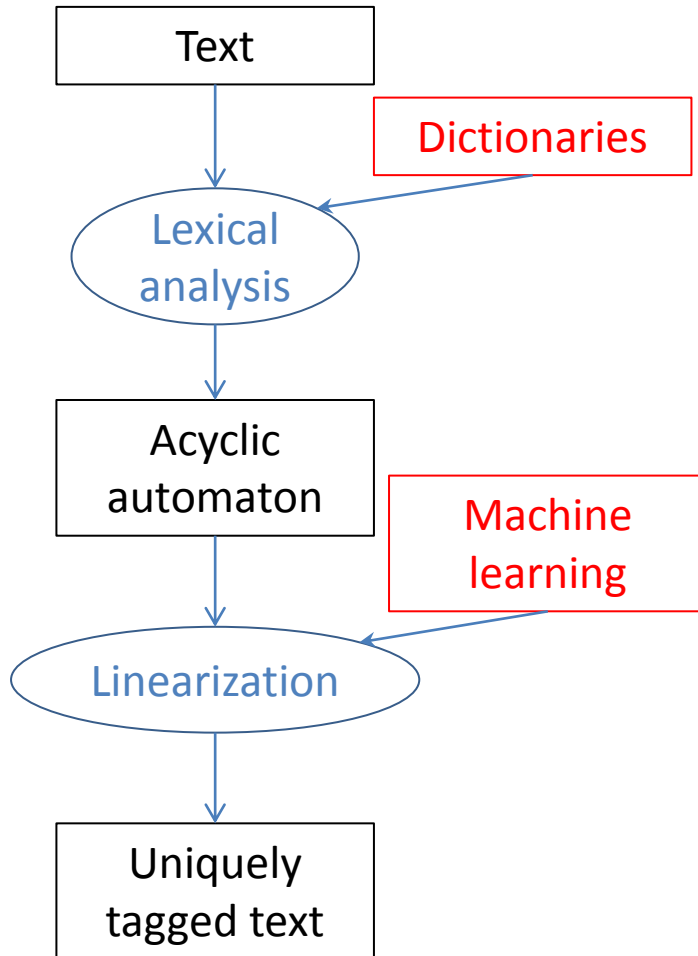 Text
Dictionaries
Lexical
analysis
Acyclic
automaton
Machine
learning
Linearization
Uniquely
tagged text